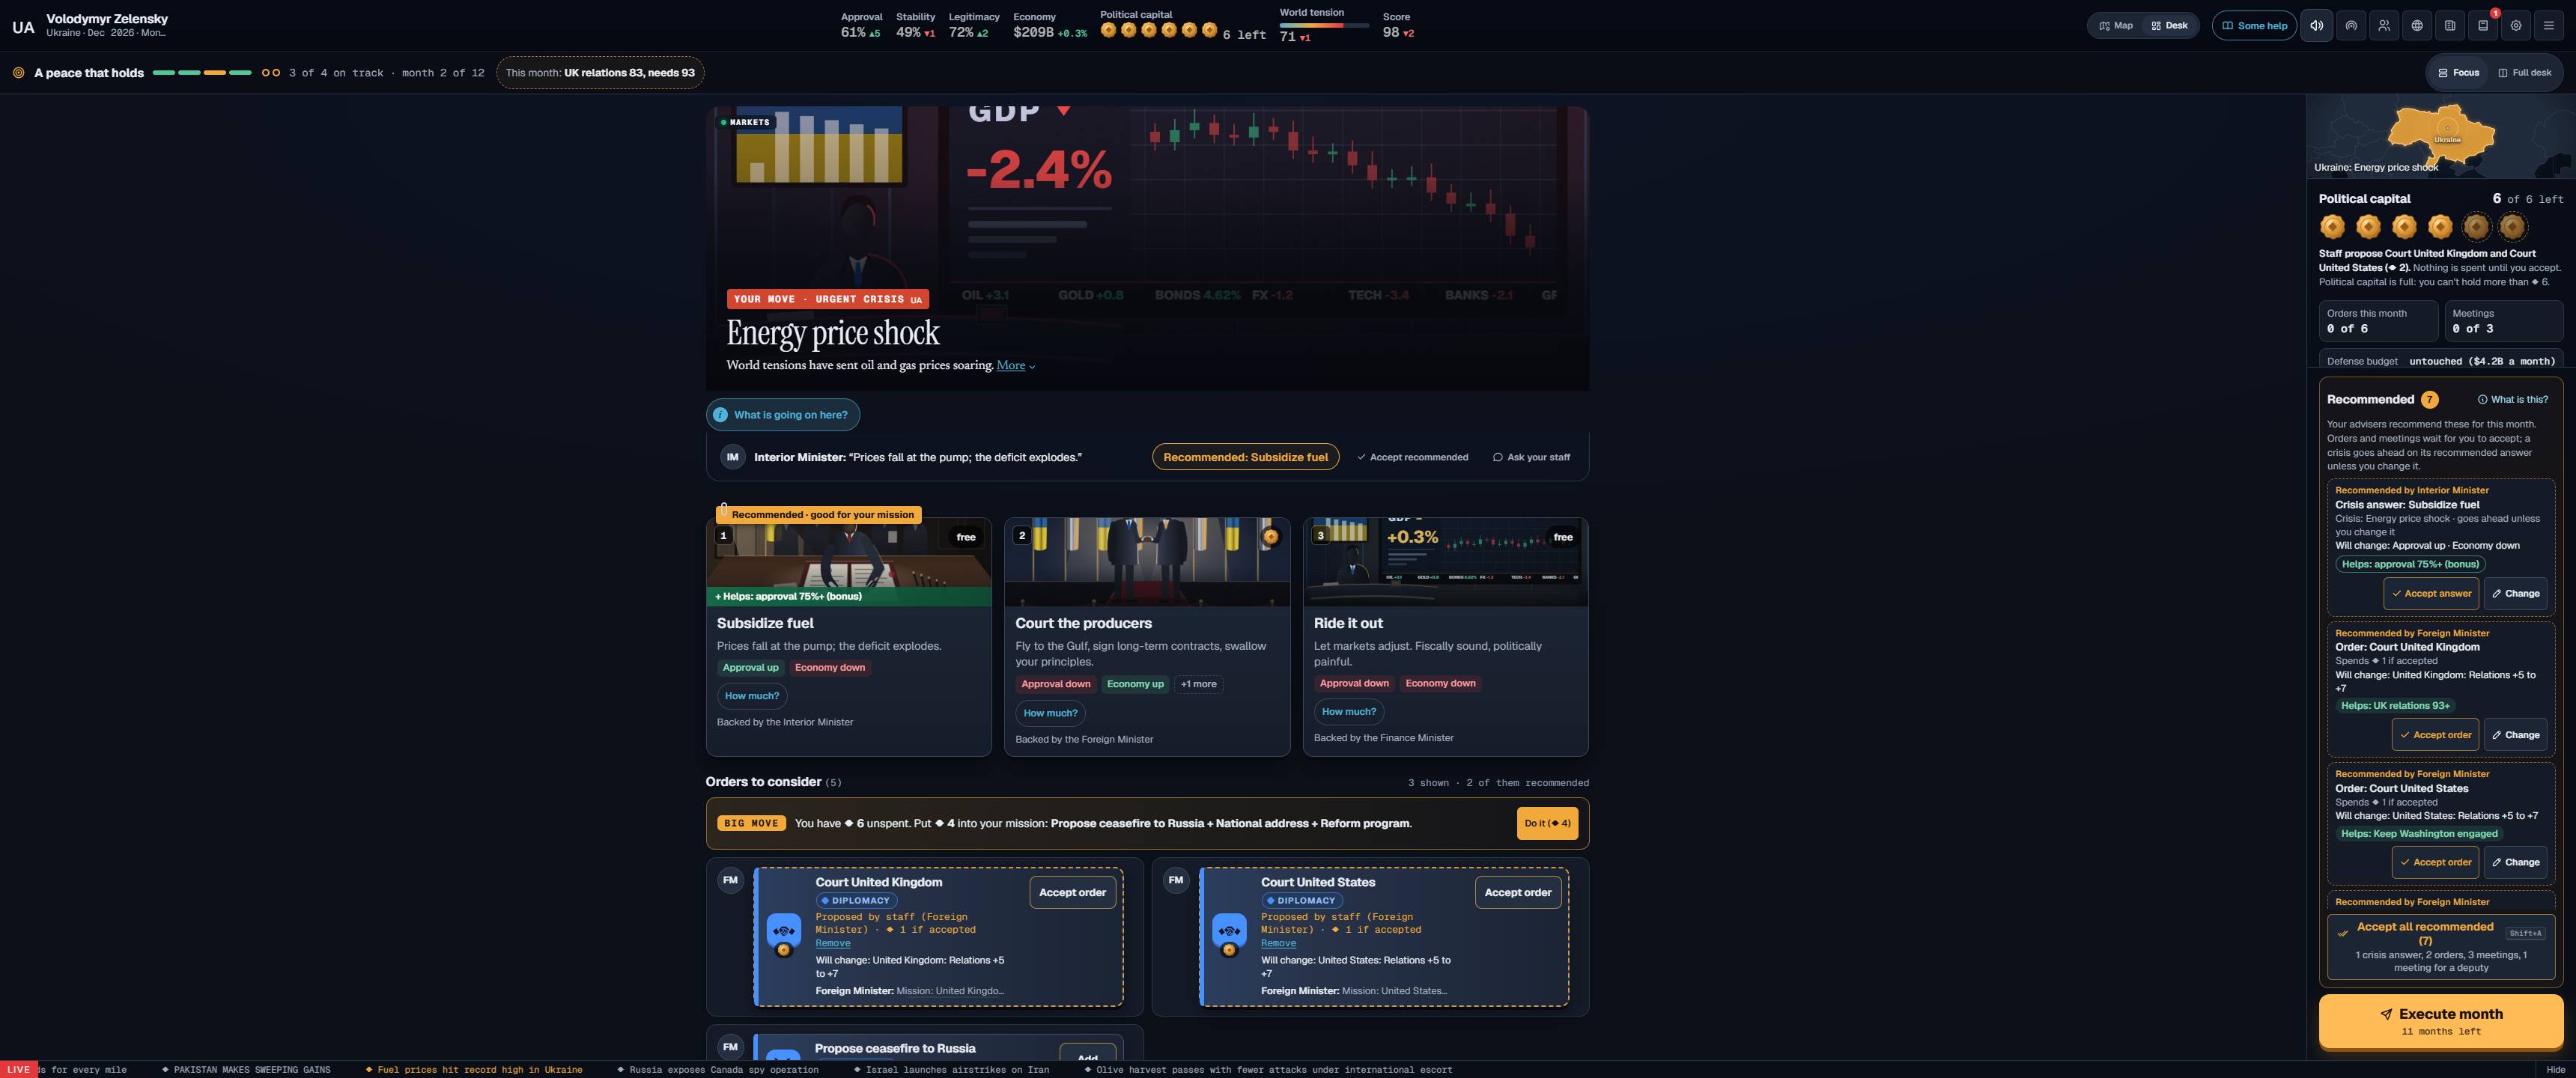 UA
Volodymyr Zelensky
Ukraine · Dec 2026 · Mon...
Approval
61% ▴5
Stability
49% ▾1
Legitimacy
72% ▴2
Economy
$209B +0.3%
Political capital
6 left
World tension
71 ▾1
Score
98 ▾2
Map
Desk
Some help
1
A peace that holds
3 of 4 on track · month 2 of 12
This month: UK relations 83, needs 93
Focus
Full desk
MARKETS
GDP
-2.4%
OIL +3.1 GOLD +0.8 BONDS 4.62% FX -1.2 TECH -3.4 BANKS -2.1
YOUR MOVE · URGENT CRISIS UA
Energy price shock
World tensions have sent oil and gas prices soaring. More
What is going on here?
IM
Interior Minister: “Prices fall at the pump; the deficit explodes.”
Recommended: Subsidize fuel
Accept recommended
Ask your staff
Recommended · good for your mission
1
free
+ Helps: approval 75%+ (bonus)
Subsidize fuel
Prices fall at the pump; the deficit explodes.
Approval up
Economy down
How much?
Backed by the Interior Minister
2
Court the producers
Fly to the Gulf, sign long-term contracts, swallow
your principles.
Approval down
Economy up
+1 more
How much?
Backed by the Foreign Minister
3
GDP
+0.3%
free
Ride it out
Let markets adjust. Fiscally sound, politically
painful.
Approval down
Economy down
How much?
Backed by the Finance Minister
Orders to consider (5)
3 shown · 2 of them recommended
BIG MOVE
You have ◆ 6 unspent. Put ◆ 4 into your mission: Propose ceasefire to Russia + National address + Reform program.
Do it (◆ 4)
FM
Court United Kingdom
DIPLOMACY
Proposed by staff (Foreign
Minister) · ◆ 1 if accepted
Remove
Will change: United Kingdom: Relations +5
to +7
Foreign Minister: Mission: United Kingdo...
Accept order
FM
Court United States
DIPLOMACY
Proposed by staff (Foreign
Minister) · ◆ 1 if accepted
Remove
Will change: United States: Relations +5 to
+7
Foreign Minister: Mission: United States...
Accept order
FM
Propose ceasefire to Russia
Add
Ukraine
Ukraine: Energy price shock
Political capital
6 of 6 left
Staff propose Court United Kingdom and Court
United States (◆ 2). Nothing is spent until you accept.
Political capital is full: you can't hold more than ◆ 6.
Orders this month
0 of 6
Meetings
0 of 3
Defense budget untouched ($4.2B a month)
Recommended 7
What is this?
Your advisers recommend these for this month.
Orders and meetings wait for you to accept; a
crisis goes ahead on its recommended answer
unless you change it.
Recommended by Interior Minister
Crisis answer: Subsidize fuel
Crisis: Energy price shock · goes ahead unless
you change it
Will change: Approval up · Economy down
Helps: approval 75%+ (bonus)
Accept answer
Change
Recommended by Foreign Minister
Order: Court United Kingdom
Spends ◆ 1 if accepted
Will change: United Kingdom: Relations +5 to
+7
Helps: UK relations 93+
Accept order
Change
Recommended by Foreign Minister
Order: Court United States
Spends ◆ 1 if accepted
Will change: United States: Relations +5 to +7
Helps: Keep Washington engaged
Accept order
Change
Recommended by Foreign Minister
Accept all recommended
(7)
Shift+A
1 crisis answer, 2 orders, 3 meetings, 1
meeting for a deputy
Execute month
11 months left
LIVE
for every mile ◆ PAKISTAN MAKES SWEEPING GAINS ◆ Fuel prices hit record high in Ukraine ◆ Russia exposes Canada spy operation ◆ Israel launches airstrikes on Iran ◆ Olive harvest passes with fewer attacks under international escort
Hide